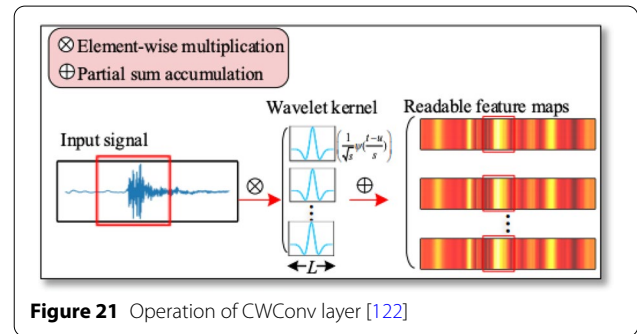 ⊗ Element-wise multiplication
⊕ Partial sum accumulation
Wavelet kernel
Readable feature maps
Input signal
(1/√s ψ(t-u/s))
⊗
⊕
L
Figure 21 Operation of CWConv layer [122]